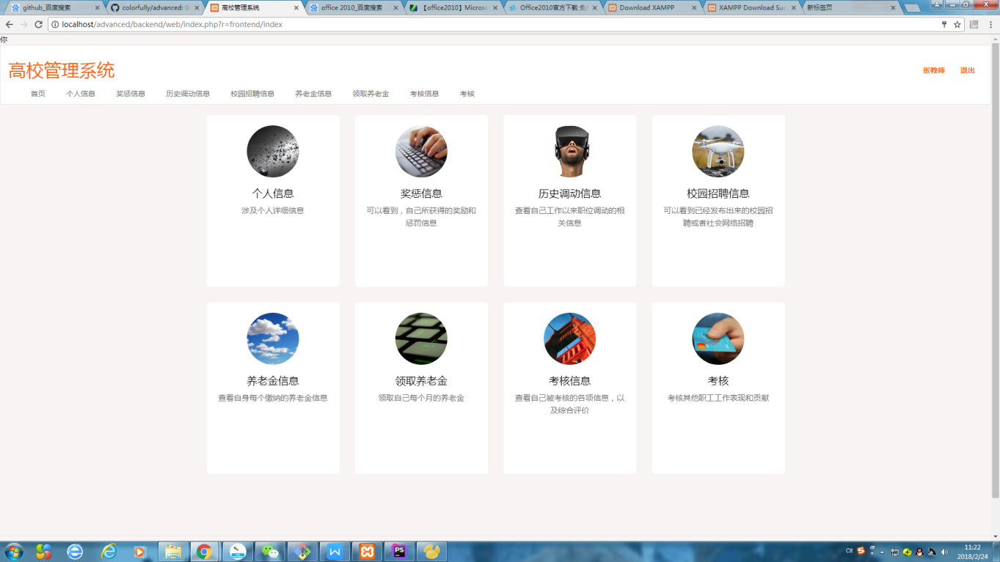 github_百度搜索
colorfully/advanced: G
高校管理系统
office 2010_百度搜索
【office2010】Microso
Office2010官方下载 免
Download XAMPP
XAMPP Download Suc
新标签页
localhost/advanced/backend/web/index.php?r=frontend/index
你
高校管理系统
张教师 退出
首页 个人信息 奖惩信息 历史调动信息 校园招聘信息 养老金信息 领取养老金 考核信息 考核
个人信息
涉及个人详细信息
奖惩信息
可以看到，自己所获得的奖励和
惩罚信息
历史调动信息
查看自己工作以来职位调动的相
关信息
校园招聘信息
可以看到已经发布出来的校园招
聘或者社会网络招聘
养老金信息
查看自身每个缴纳的养老金信息
领取养老金
领取自己每个月的养老金
考核信息
查看自己被考核的各项信息，以
及综合评价
考核
考核其他职工工作表现和贡献
CH
11:22
2018/2/24